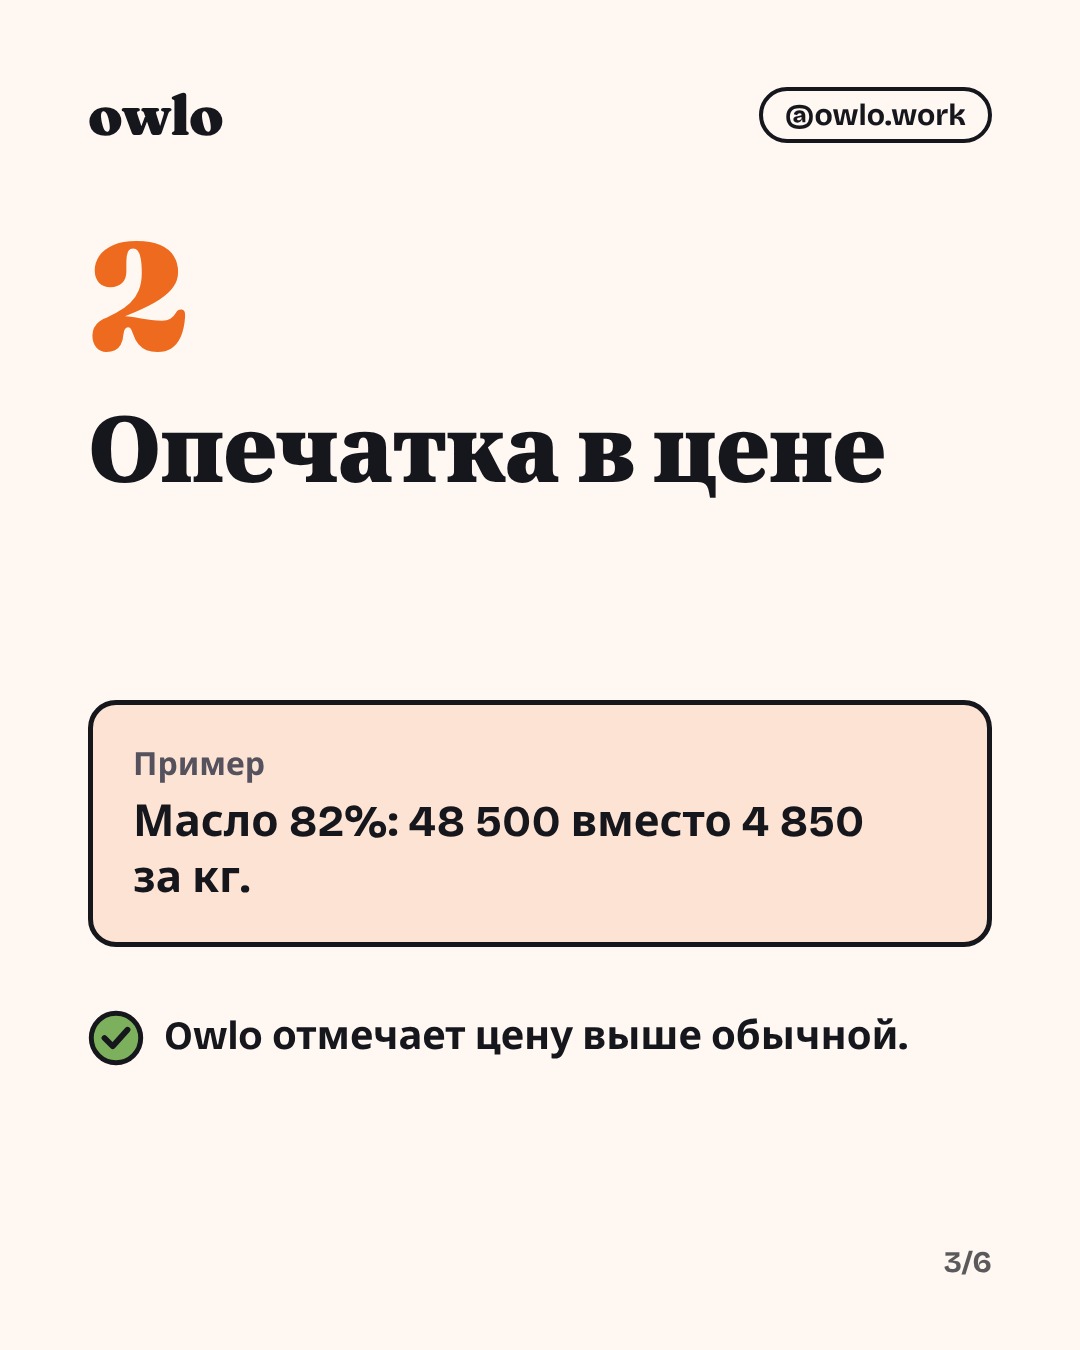 owlo
@owlo.work
2
Опечатка в цене
Пример
Масло 82%: 48 500 вместо 4 850
за кг.
Owlo отмечает цену выше обычной.
3/6